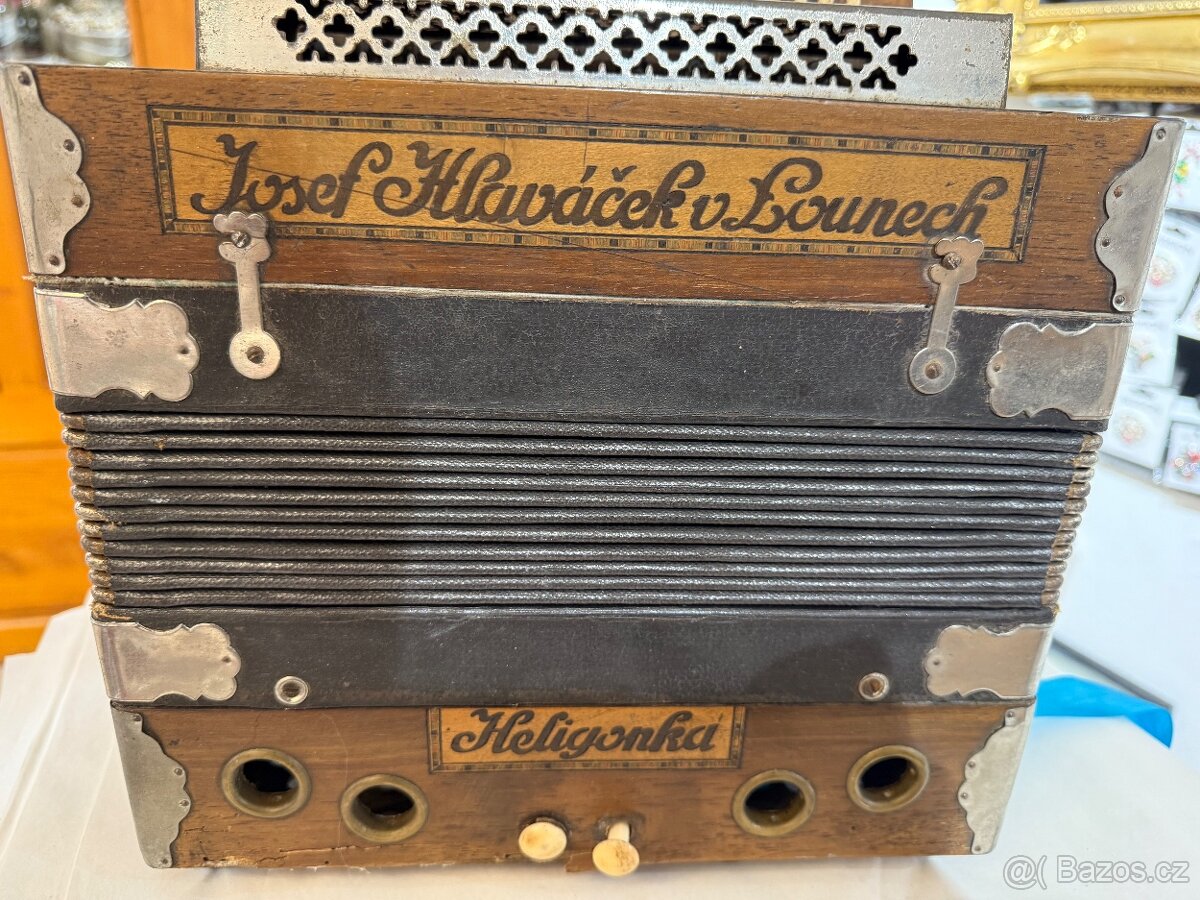 Josef Hlaváček v Lounech
Heligonka
@( Bazos.cz